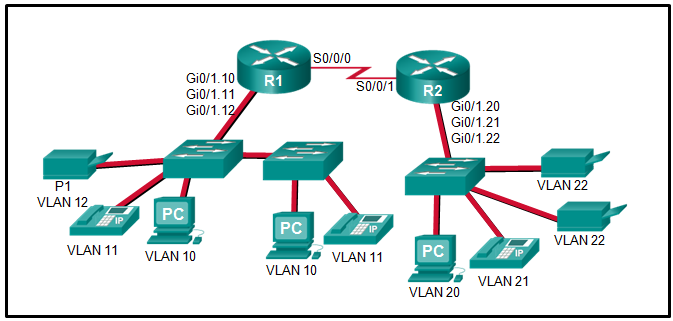 S0/0/0
R1
Gi0/1.10
Gi0/1.11
Gi0/1.12
S0/0/1
R2
Gi0/1.20
Gi0/1.21
Gi0/1.22
P1
VLAN 12
IP
VLAN 11
PC
VLAN 10
PC
VLAN 10
IP
VLAN 11
VLAN 22
VLAN 22
PC
VLAN 20
IP
VLAN 21